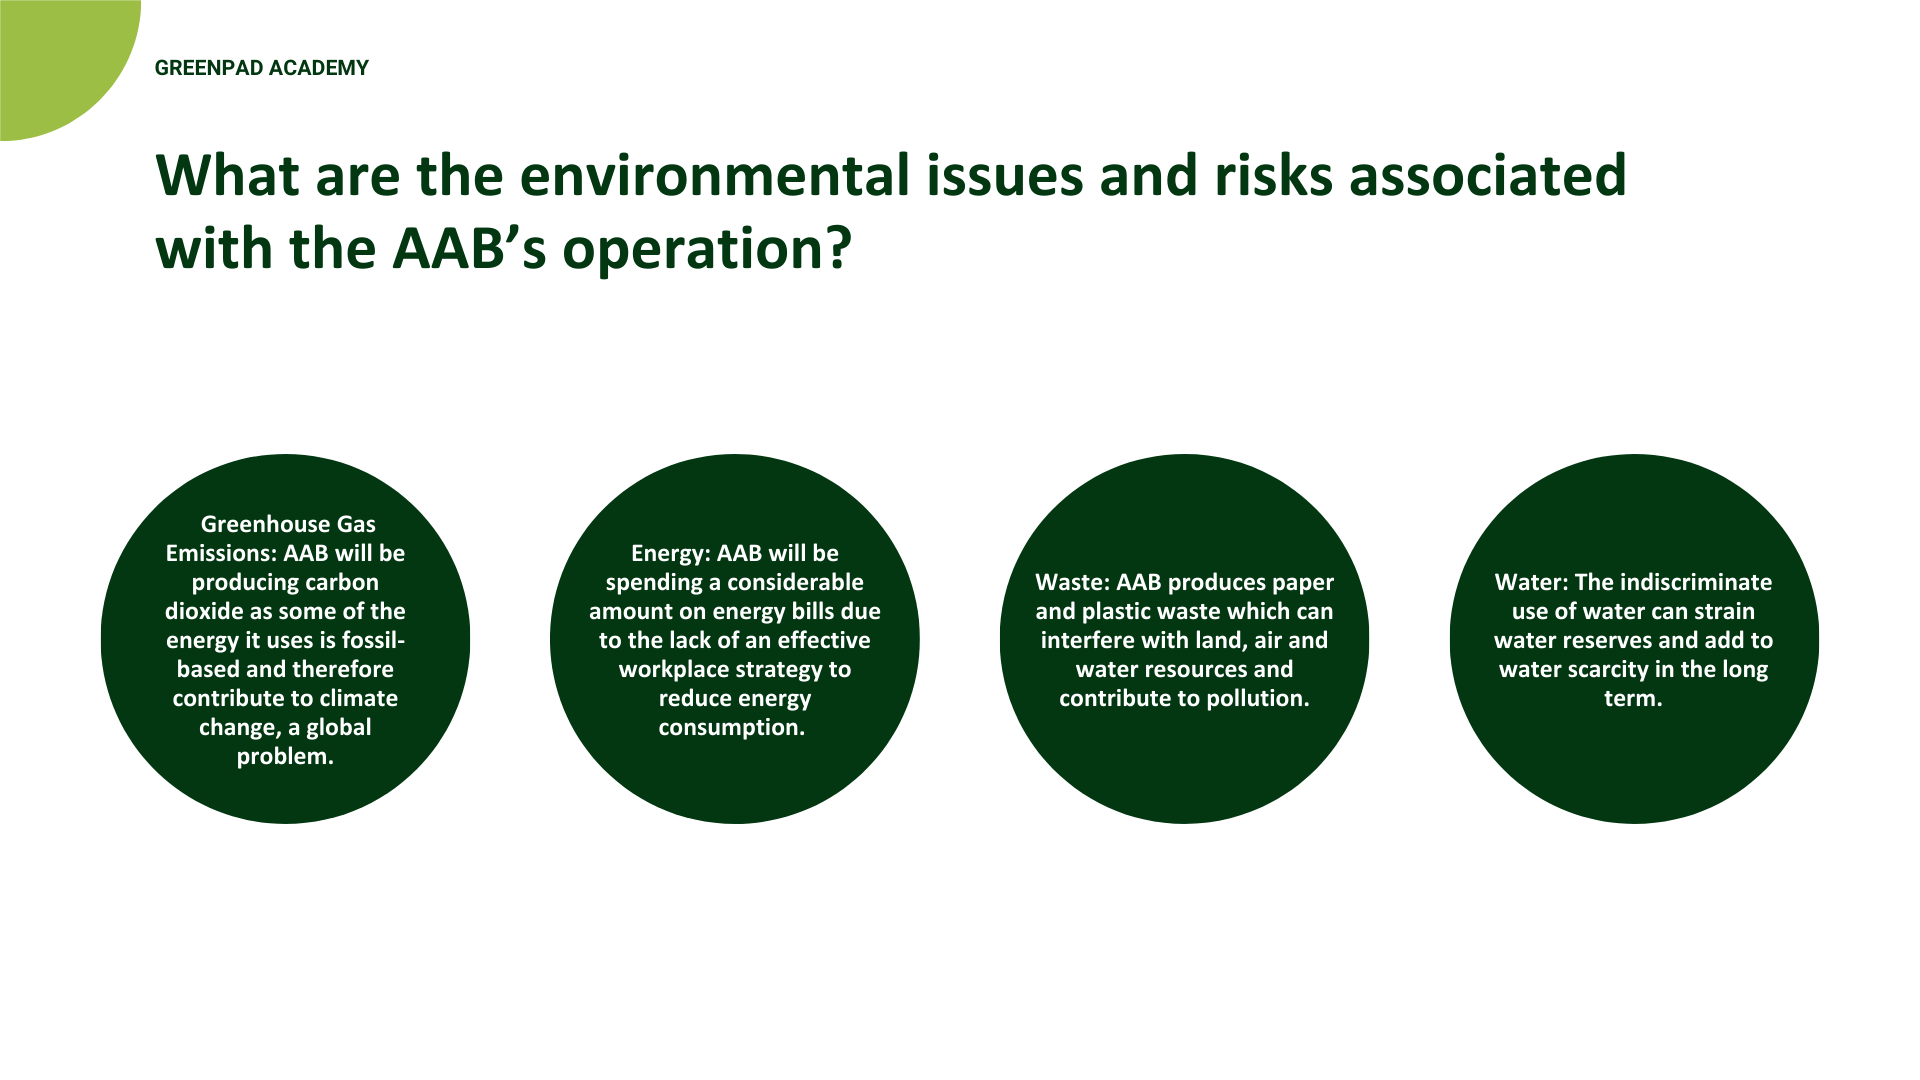 GREENPAD ACADEMY
What are the environmental issues and risks associated
with the AAB’s operation?
Greenhouse Gas
Emissions: AAB will be
producing carbon
dioxide as some of the
energy it uses is fossil-
based and therefore
contribute to climate
change, a global
problem.
Energy: AAB will be
spending a considerable
amount on energy bills due
to the lack of an effective
workplace strategy to
reduce energy
consumption.
Waste: AAB produces paper
and plastic waste which can
interfere with land, air and
water resources and
contribute to pollution.
Water: The indiscriminate
use of water can strain
water reserves and add to
water scarcity in the long
term.